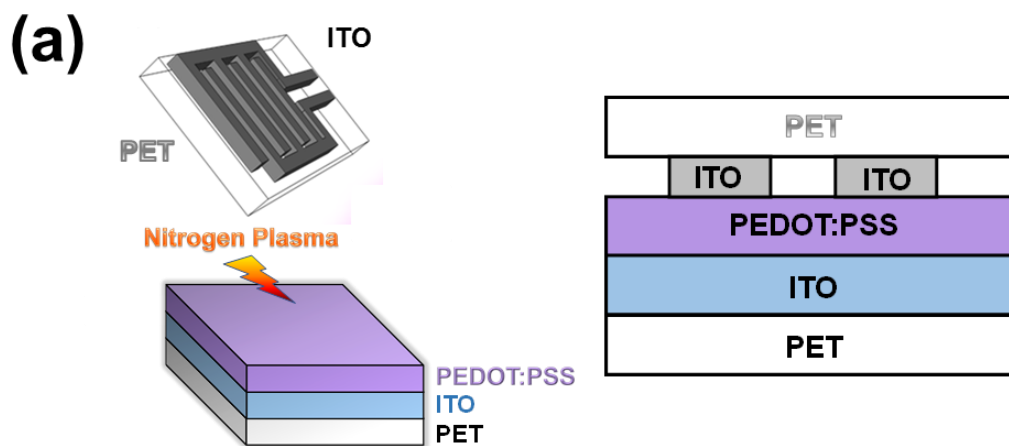 (a)
ITO
PET
Nitrogen Plasma
PEDOT:PSS
ITO
PET
PET
ITO ITO
PEDOT:PSS
ITO
PET